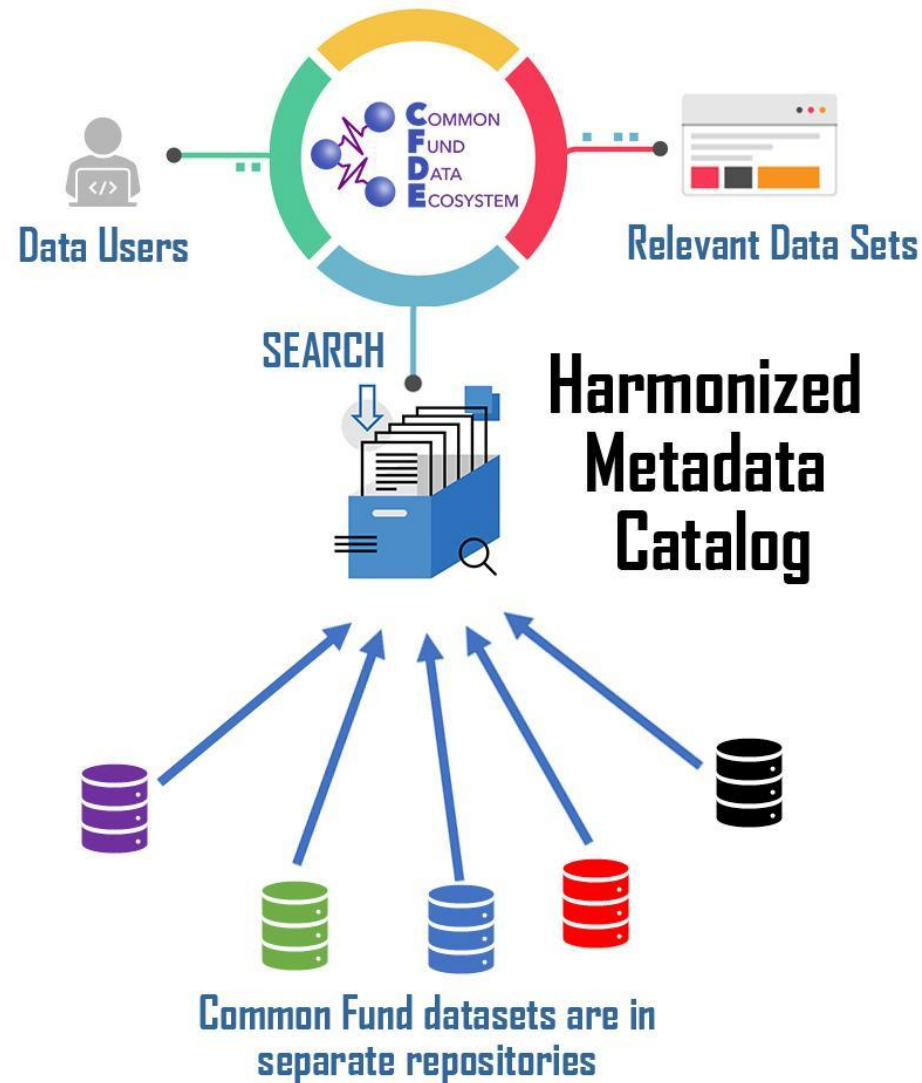 COMMON
FUND
DATA
ECOSYSTEM
</>
Data Users
Relevant Data Sets
SEARCH
Harmonized
Metadata
Catalog
Common Fund datasets are in
separate repositories